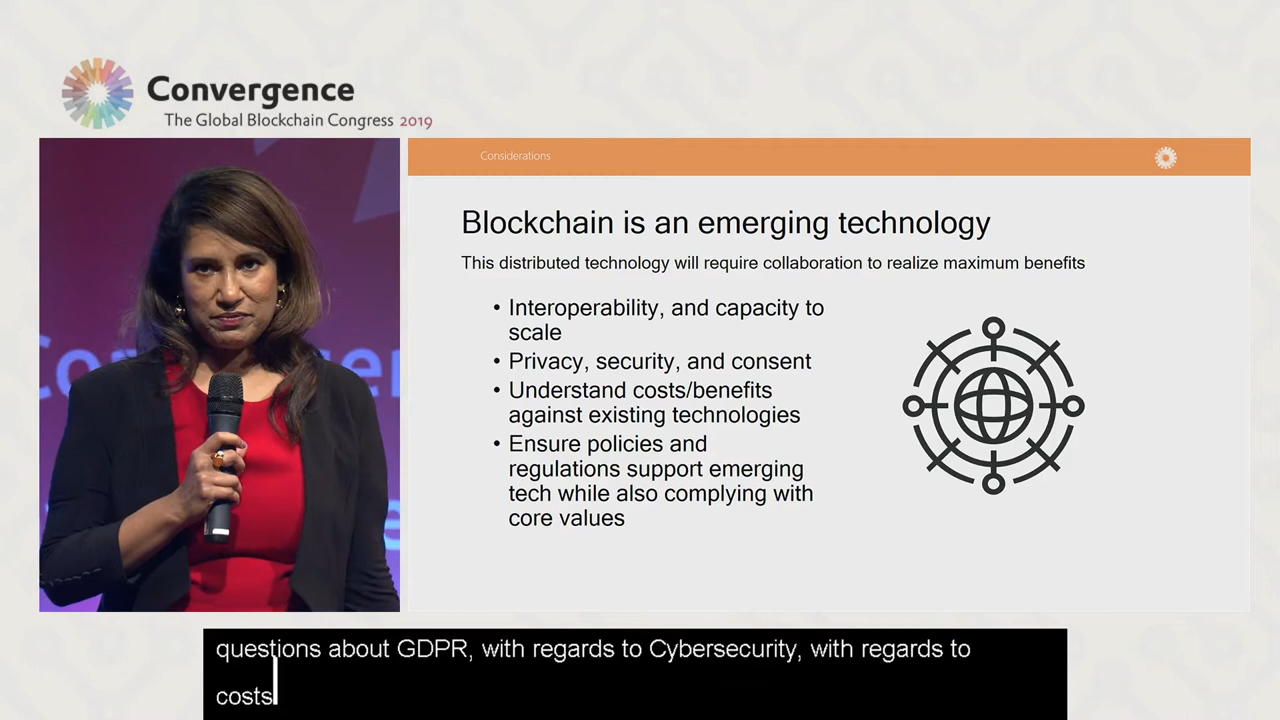 Convergence
The Global Blockchain Congress 2019
Considerations
Blockchain is an emerging technology
This distributed technology will require collaboration to realize maximum benefits
• Interoperability, and capacity to
scale
• Privacy, security, and consent
• Understand costs/benefits
against existing technologies
• Ensure policies and
regulations support emerging
tech while also complying with
core values
questions about GDPR, with regards to Cybersecurity, with regards to
costs